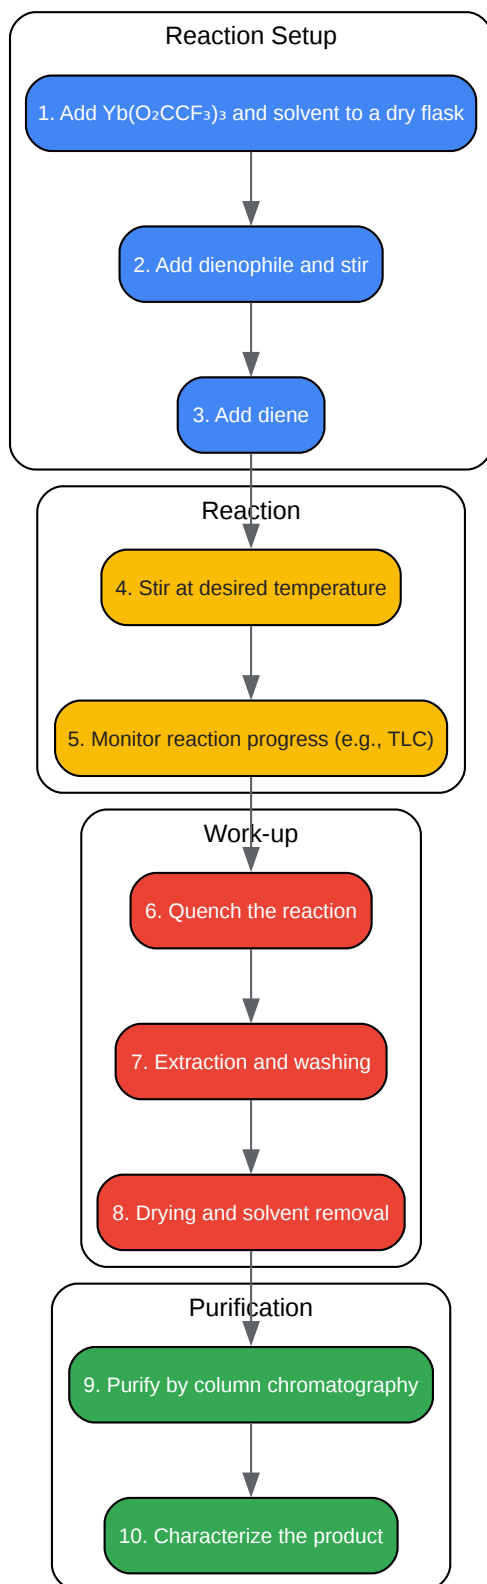 Reaction Setup
1. Add Yb(O₂CCF₃)₃ and solvent to a dry flask
2. Add dienophile and stir
3. Add diene
Reaction
4. Stir at desired temperature
5. Monitor reaction progress (e.g., TLC)
Work-up
6. Quench the reaction
7. Extraction and washing
8. Drying and solvent removal
Purification
9. Purify by column chromatography
10. Characterize the product